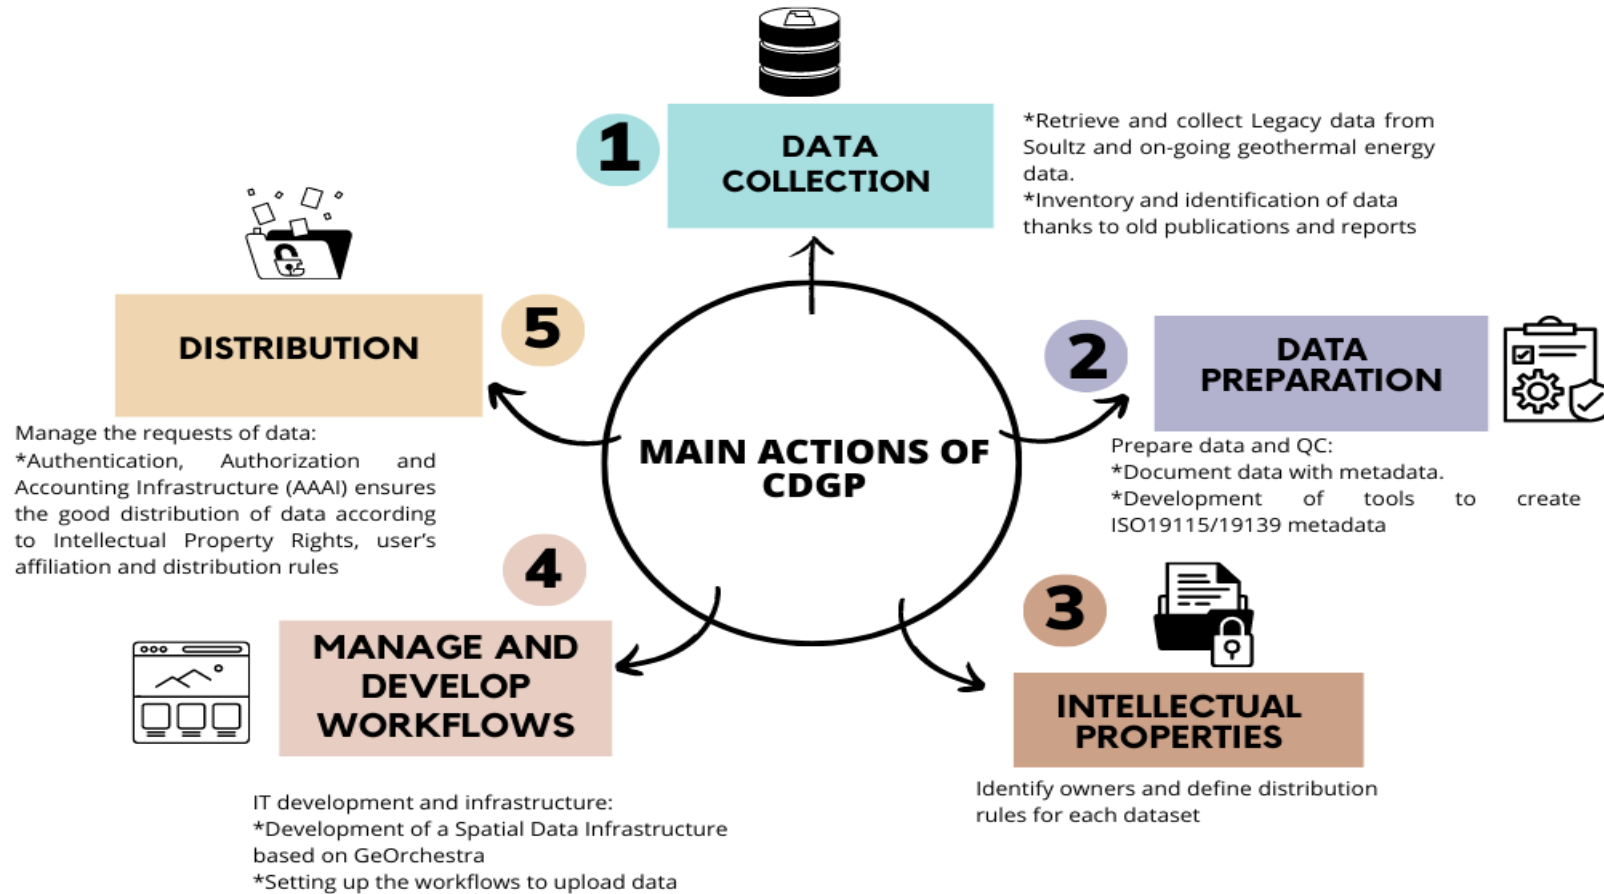 1
DATA
COLLECTION
*Retrieve and collect Legacy data from
Soultz and on-going geothermal energy
data.
*Inventory and identification of data
thanks to old publications and reports
2
DATA
PREPARATION
Prepare data and QC:
*Document data with metadata.
*Development of tools to create
ISO19115/19139 metadata
3
INTELLECTUAL
PROPERTIES
Identify owners and define distribution
rules for each dataset
4
MANAGE AND
DEVELOP
WORKFLOWS
IT development and infrastructure:
*Development of a Spatial Data Infrastructure
based on GeOrchestra
*Setting up the workflows to upload data
5
DISTRIBUTION
Manage the requests of data:
*Authentication, Authorization and
Accounting Infrastructure (AAAI) ensures
the good distribution of data according
to Intellectual Property Rights, user's
affiliation and distribution rules
MAIN ACTIONS OF
CDGP